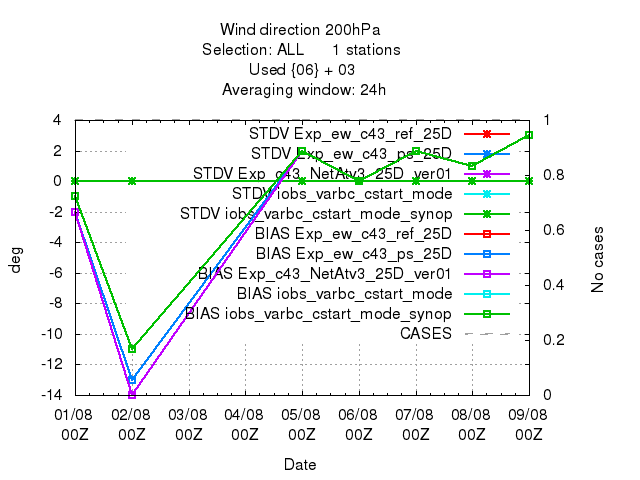 Wind direction 200hPa
Selection: ALL 1 stations
Used {06} + 03
Averaging window: 24h
4 1
STDV Exp_ew_c43_ref_25D
2 STDV Exp_ew_c43_ps_25D
STDV Exp_c43_NetAtv3_25D_ver01 0.8
0 STDV iobs_varbc_cstart_mode
-2 STDV iobs_varbc_cstart_mode_synop
BIAS Exp_ew_c43_ref_25D 0.6
-4 BIAS Exp_ew_c43_ps_25D
deg No cases
-6 BIAS Exp_c43_NetAtv3_25D_ver01
BIAS iobs_varbc_cstart_mode 0.4
-8 BIAS iobs_varbc_cstart_mode_synop
-10 CASES 0.2
-12
-14 0
01/08 02/08 03/08 04/08 05/08 06/08 07/08 08/08 09/08
00Z 00Z 00Z 00Z 00Z 00Z 00Z 00Z 00Z
Date